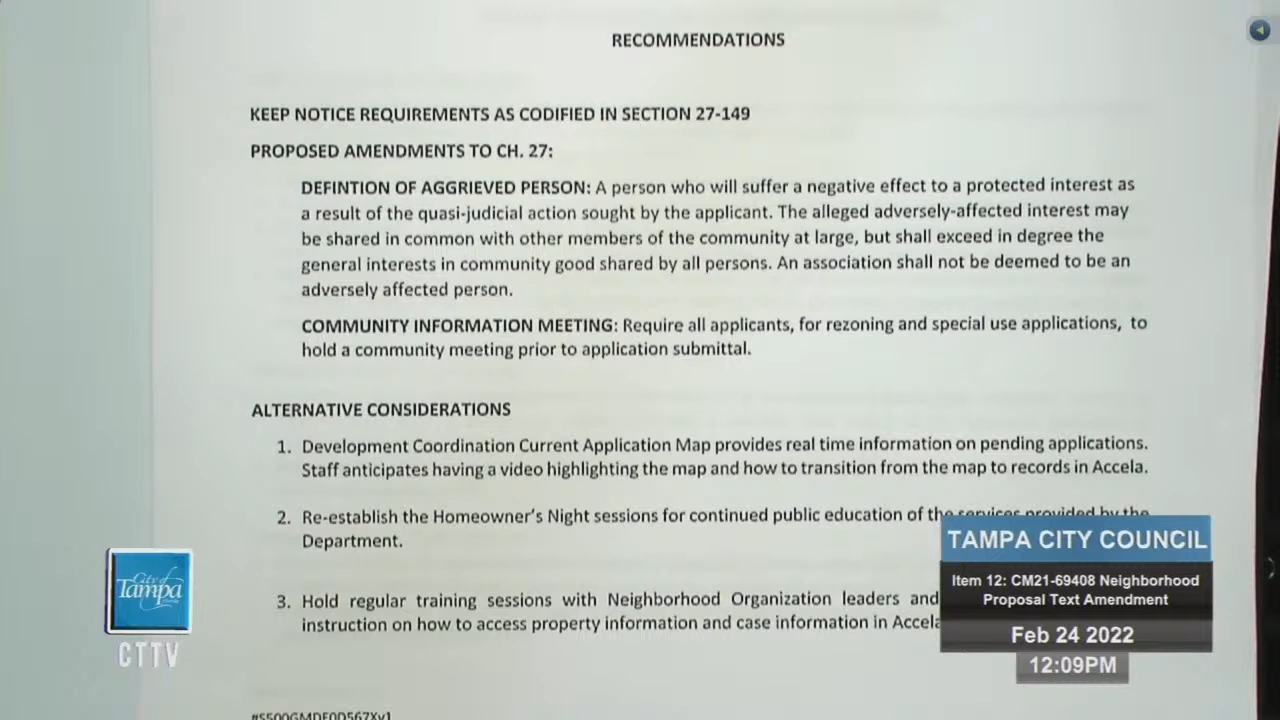 RECOMMENDATIONS
KEEP NOTICE REQUIREMENTS AS CODIFIED IN SECTION 27-149
PROPOSED AMENDMENTS TO CH. 27:
DEFINTION OF AGGRIEVED PERSON: A person who will suffer a negative effect to a protected interest as
a result of the quasi-judicial action sought by the applicant. The alleged adversely-affected interest may
be shared in common with other members of the community at large, but shall exceed in degree the
general interests in community good shared by all persons. An association shall not be deemed to be an
adversely affected person.
COMMUNITY INFORMATION MEETING: Require all applicants, for rezoning and special use applications, to
hold a community meeting prior to application submittal.
ALTERNATIVE CONSIDERATIONS
1. Development Coordination Current Application Map provides real time information on pending applications.
Staff anticipates having a video highlighting the map and how to transition from the map to records in Accela.
2. Re-establish the Homeowner's Night sessions for continued public education of the services provided by the
Department.
3. Hold regular training sessions with Neighborhood Organization leaders and
instruction on how to access property information and case information in Accela
TAMPA CITY COUNCIL
Item 12: CM21-69408 Neighborhood
Proposal Text Amendment
Feb 24 2022
12:09PM
City of
Tampa
CTTV